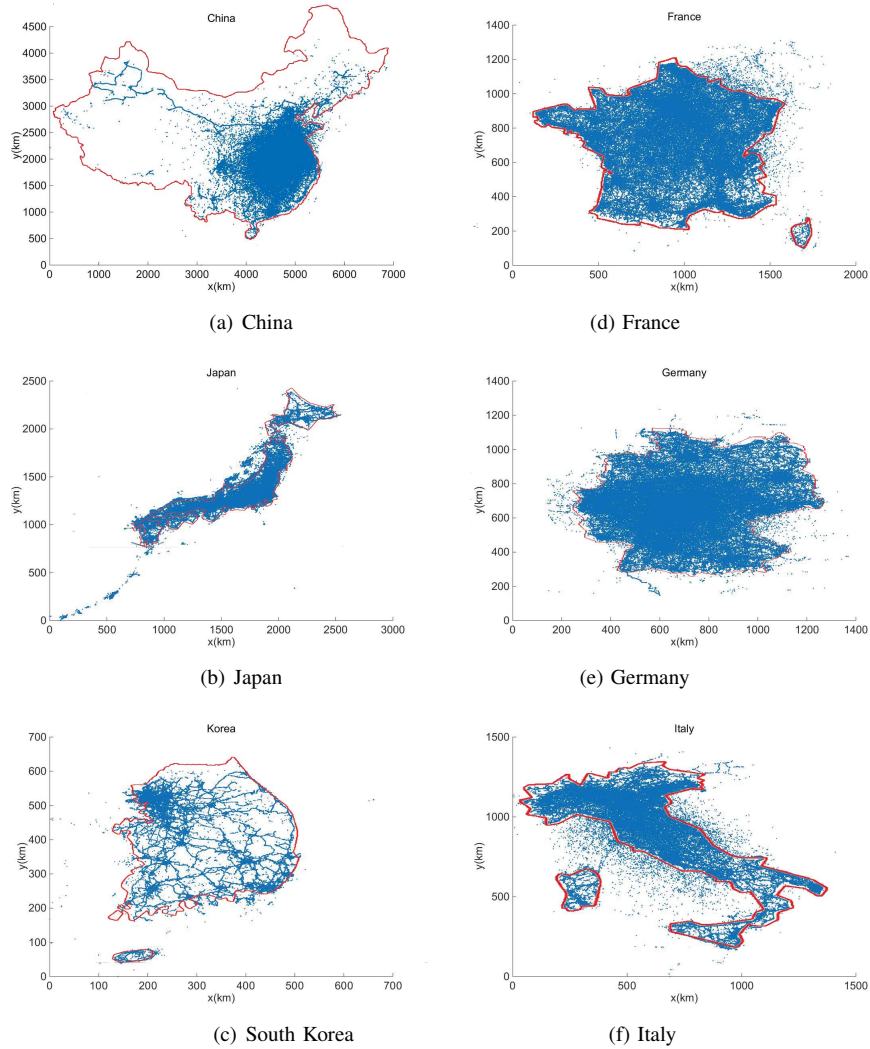 China
5000
4500
4000
3500
3000
2500
2000
1500
1000
500
0
y(km)
0 1000 2000 3000 4000 5000 6000 7000
x(km)
(a) China
France
1400
1200
1000
800
600
400
200
0
y(km)
0 500 1000 1500 2000
x(km)
(d) France
Japan
2500
2000
1500
1000
500
0
y(km)
0 500 1000 1500 2000 2500 3000
x(km)
(b) Japan
Germany
1400
1200
1000
800
600
400
200
0
y(km)
0 200 400 600 800 1000 1200 1400
x(km)
(e) Germany
Korea
700
600
500
400
300
200
100
0
y(km)
0 100 200 300 400 500 600 700
x(km)
(c) South Korea
Italy
1500
1000
500
0
y(km)
0 500 1000 1500
x(km)
(f) Italy